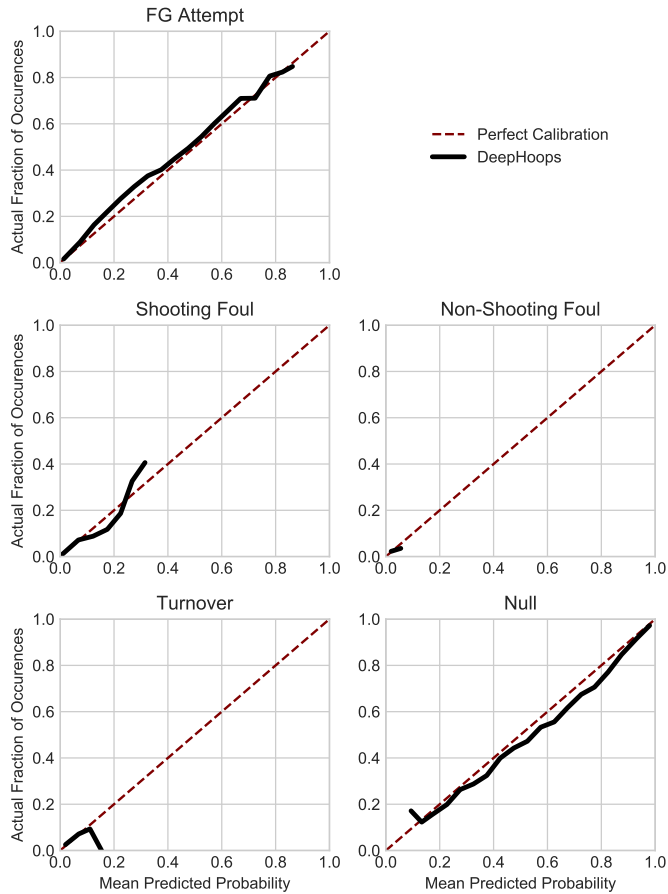 FG Attempt
Actual Fraction of Occurences
1.0
0.8
0.6
0.4
0.2
0.0
0.0 0.2 0.4 0.6 0.8 1.0
Perfect Calibration
DeepHoops
Shooting Foul
Actual Fraction of Occurences
1.0
0.8
0.6
0.4
0.2
0.0
0.0 0.2 0.4 0.6 0.8 1.0
Non-Shooting Foul
1.0
0.8
0.6
0.4
0.2
0.0
0.0 0.2 0.4 0.6 0.8 1.0
Turnover
Actual Fraction of Occurences
1.0
0.8
0.6
0.4
0.2
0.0
0.0 0.2 0.4 0.6 0.8 1.0
Mean Predicted Probability
Null
1.0
0.8
0.6
0.4
0.2
0.0
0.0 0.2 0.4 0.6 0.8 1.0
Mean Predicted Probability